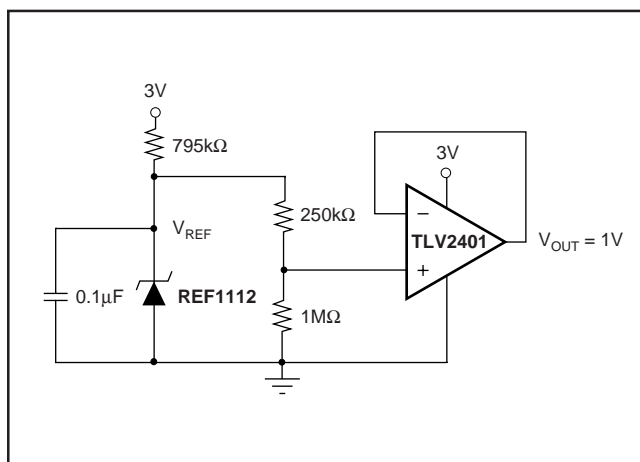 3V
795kΩ
3V
250kΩ
−
TLV2401
VREF
VOUT = 1V
+
0.1μF
REF1112
1MΩ